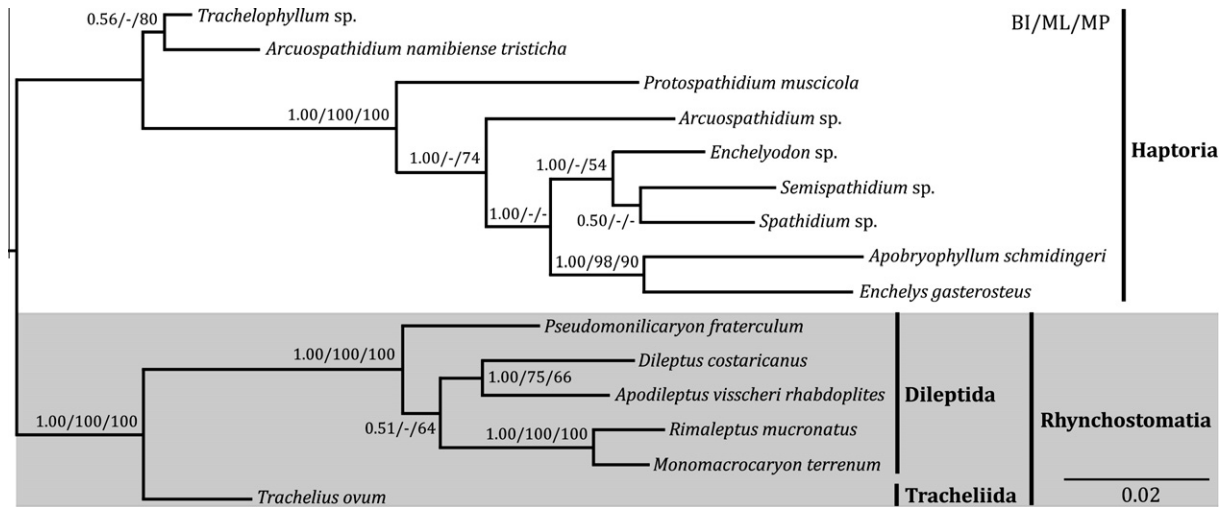 0.56/-/80
Trachelophyllum sp.
BI/ML/MP
Arcuospathidium namibiense tristicha
Protospathidium muscicola
1.00/100/100
Arcuospathidium sp.
1.00/-/74
Enchelyodon sp.
1.00/-/54
Haptoria
Semispathidium sp.
1.00/-/-
0.50/-/-
Spathidium sp.
1.00/98/90
Apobryophyllum schmidingeri
Enchelys gasterosteus
Pseudomonilicaryon fraterculum
1.00/100/100
Dileptus costaricanus
1.00/75/66
Apodileptus visscheri rhabdoplites
Dileptida
1.00/100/100
0.51/-/64
1.00/100/100
Rimaleptus mucronatus
Rhynchostomatia
Monomacrocaryon terrenum
Trachelius ovum
Tracheliida
0.02